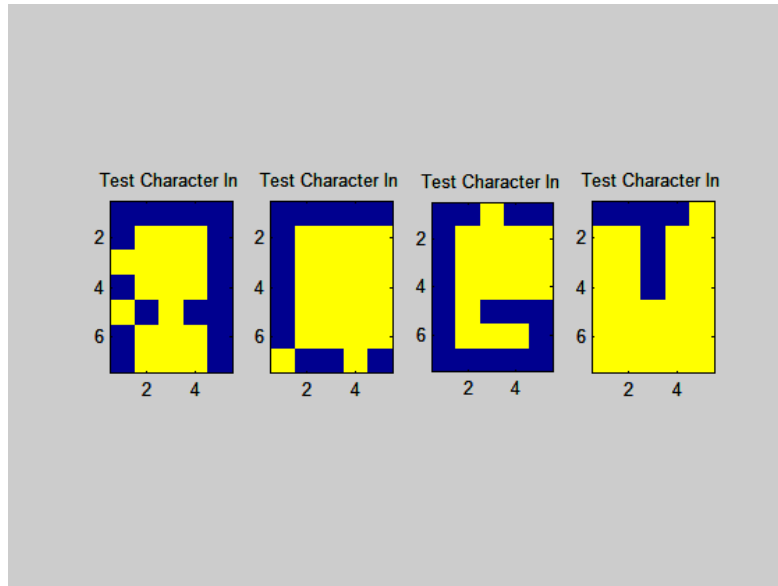 Test Character In Test Character In Test Character In Test Character In
2 2 2 2
4 4 4 4
6 6 6 6
2 4 2 4 2 4 2 4